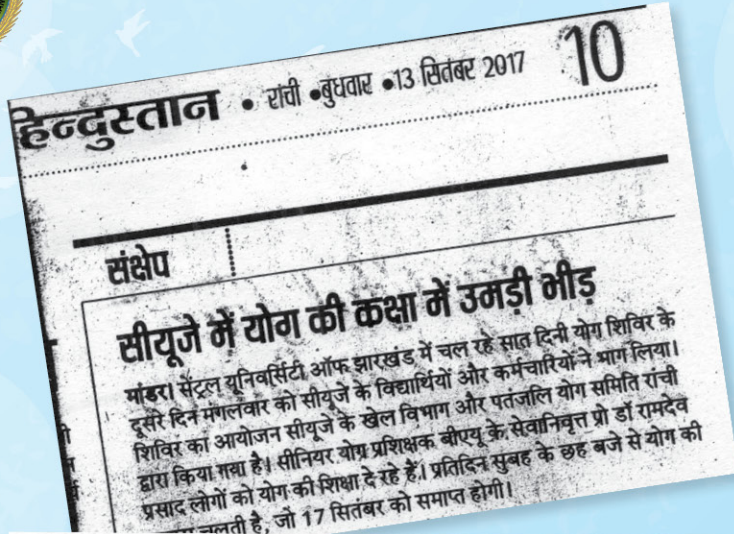 हिन्दुस्तान • रांची •बुधवार •13 सितंबर 2017 10
संक्षेप
सीयूजे में योग की कक्षा में उमड़ी भीड़
मांडर। सेंट्रल यूनिवर्सिटी ऑफ झारखंड में चल रहे सात दिनी योग शिविर के
दूसरे दिन मंगलवार को सीयूजे के विद्यार्थियों और कर्मचारियों ने भाग लिया।
शिविर का आयोजन सीयूजे के खेल विभाग और पतंजलि योग समिति रांची
द्वारा किया गया है। सीनियर योग प्रशिक्षक बीएयू के सेवानिवृत्त प्रो डॉ रामदेव
प्रसाद लोगों को योग की शिक्षा दे रहे हैं। प्रतिदिन सुबह के छह बजे से योग की
चलती है, जो 17 सितंबर को समाप्त होगी।